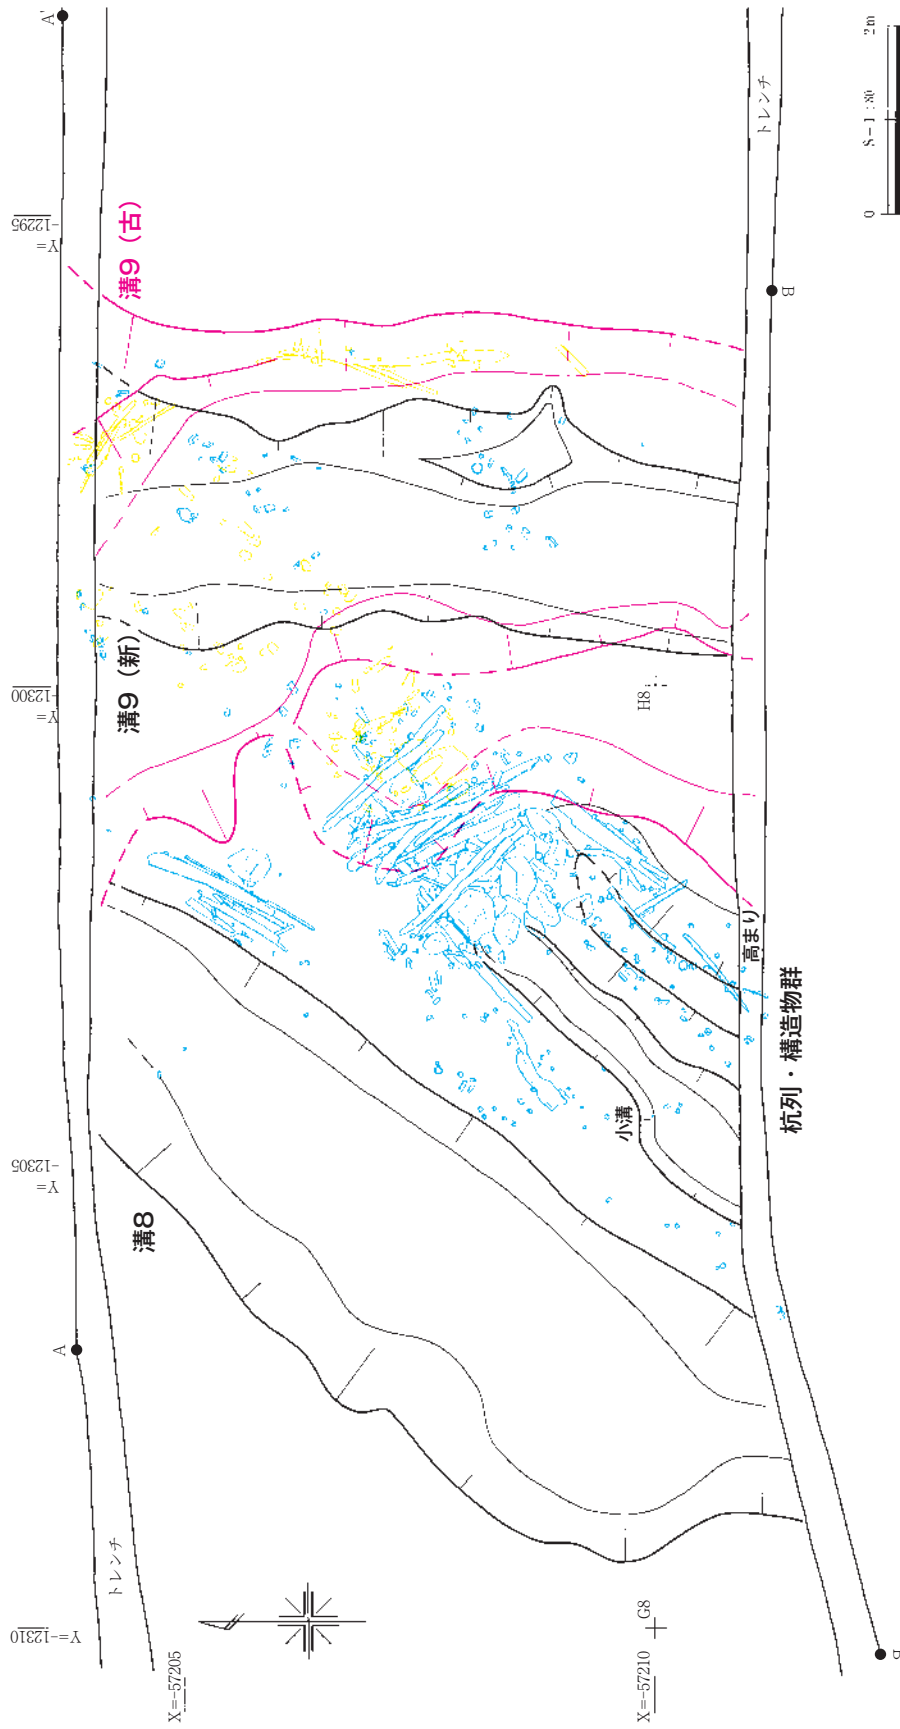 A'
Y=
-12295
溝9（古）
トレンチ
0 S=1:80 2m
B'
Y=
-12300
溝9（新）
H8
高まり
杭列・構造物群
小溝
Y=
-12305
溝8
A
トレンチ
Y=-12310
X=-57205
X=-57210
G8
B